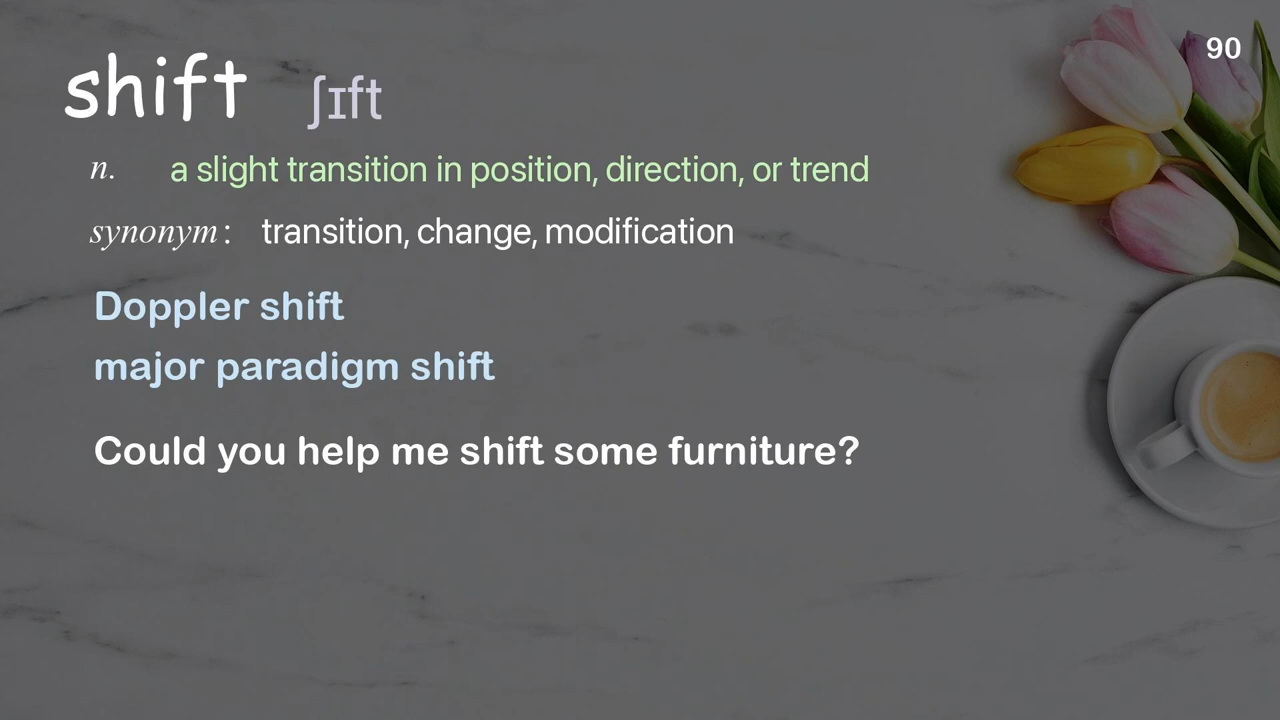 90
shift ʃɪft
n. a slight transition in position, direction, or trend
synonym: transition, change, modification
Doppler shift
major paradigm shift
Could you help me shift some furniture?